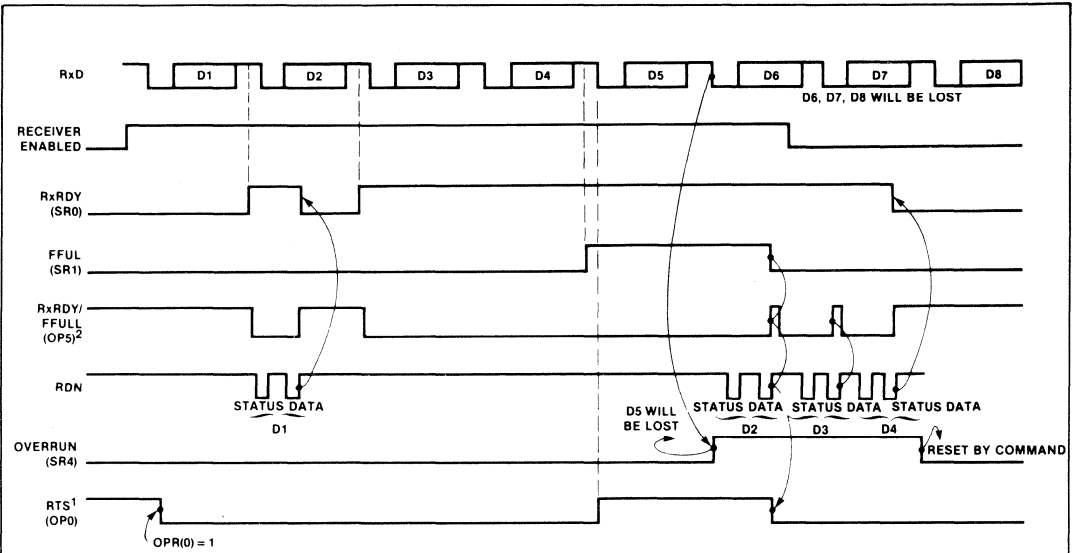 RxD D1 D2 D3 D4 D5 D6 D7 D8
D6, D7, D8 WILL BE LOST
RECEIVER
ENABLED
RxRDY
(SR0)
FFUL
(SR1)
RxRDY/
FFULL
(OP5)2
RDN
STATUS DATA
D1
D5 WILL
BE LOST
STATUS DATA STATUS DATA STATUS DATA
D2 D3 D4
OVERRUN
(SR4)
RESET BY COMMAND
RTS1
(OP0)
OPR(0) = 1